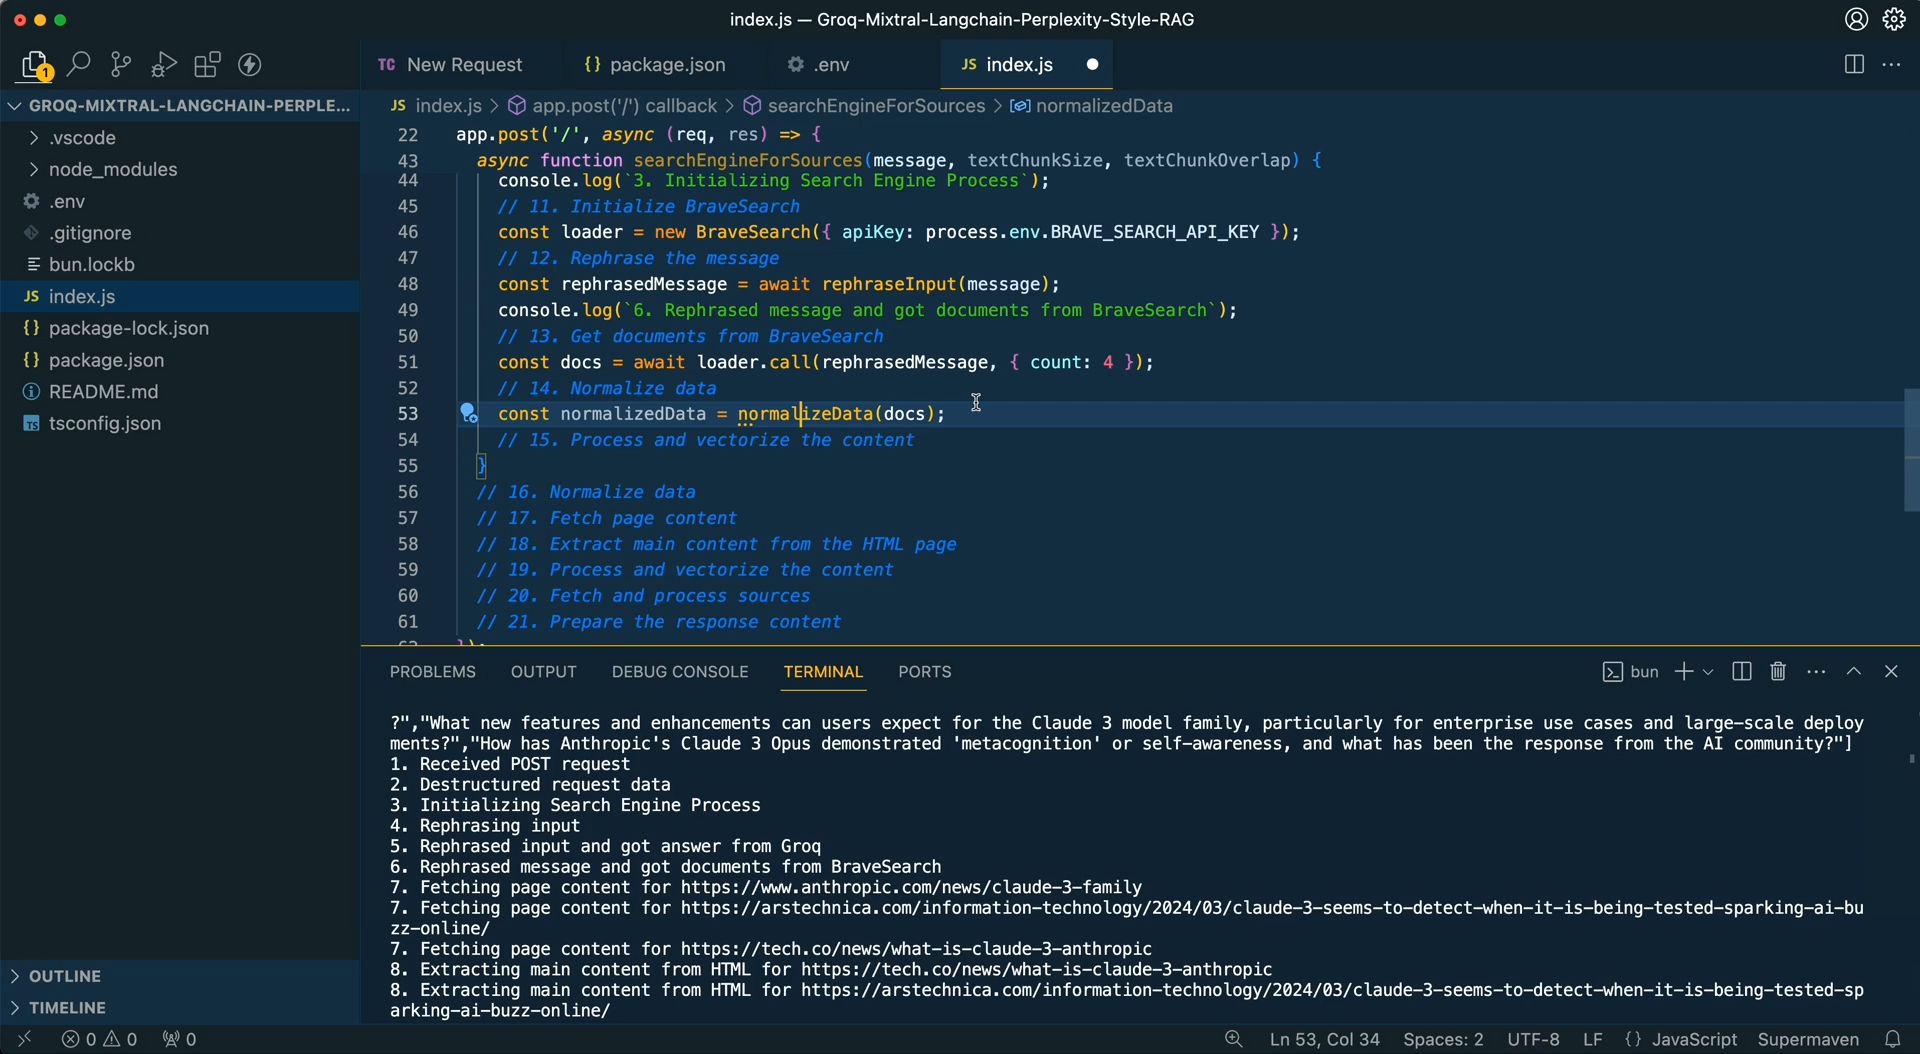 index.js — Groq-Mixtral-Langchain-Perplexity-Style-RAG
1
TC New Request
{} package.json
.env
JS index.js
GROQ-MIXTRAL-LANGCHAIN-PERPLE...
JS index.js > app.post('/') callback > searchEngineForSources > normalizedData
.vscode
node_modules
.env
.gitignore
bun.lockb
JS index.js
{} package-lock.json
{} package.json
README.md
TS tsconfig.json
OUTLINE
TIMELINE
22 app.post('/', async (req, res) => {
43 async function searchEngineForSources(message, textChunkSize, textChunkOverlap) {
44 console.log(`3. Initializing Search Engine Process`);
45 // 11. Initialize BraveSearch
46 const loader = new BraveSearch({ apiKey: process.env.BRAVE_SEARCH_API_KEY });
47 // 12. Rephrase the message
48 const rephrasedMessage = await rephraseInput(message);
49 console.log(`6. Rephrased message and got documents from BraveSearch`);
50 // 13. Get documents from BraveSearch
51 const docs = await loader.call(rephrasedMessage, { count: 4 });
52 // 14. Normalize data
53 const normalizedData = normalizeData(docs);
54 // 15. Process and vectorize the content
55 }
56 // 16. Normalize data
57 // 17. Fetch page content
58 // 18. Extract main content from the HTML page
59 // 19. Process and vectorize the content
60 // 20. Fetch and process sources
61 // 21. Prepare the response content
PROBLEMS OUTPUT DEBUG CONSOLE TERMINAL PORTS
bun
?","What new features and enhancements can users expect for the Claude 3 model family, particularly for enterprise use cases and large-scale deploy
ments?","How has Anthropic's Claude 3 Opus demonstrated 'metacognition' or self-awareness, and what has been the response from the AI community?"]
1. Received POST request
2. Destructured request data
3. Initializing Search Engine Process
4. Rephrasing input
5. Rephrased input and got answer from Groq
6. Rephrased message and got documents from BraveSearch
7. Fetching page content for https://www.anthropic.com/news/claude-3-family
7. Fetching page content for https://arstechnica.com/information-technology/2024/03/claude-3-seems-to-detect-when-it-is-being-tested-sparking-ai-bu
zz-online/
7. Fetching page content for https://tech.co/news/what-is-claude-3-anthropic
8. Extracting main content from HTML for https://tech.co/news/what-is-claude-3-anthropic
8. Extracting main content from HTML for https://arstechnica.com/information-technology/2024/03/claude-3-seems-to-detect-when-it-is-being-tested-sp
arking-ai-buzz-online/
0 0 0
Ln 53, Col 34 Spaces: 2 UTF-8 LF {} JavaScript Supermaven